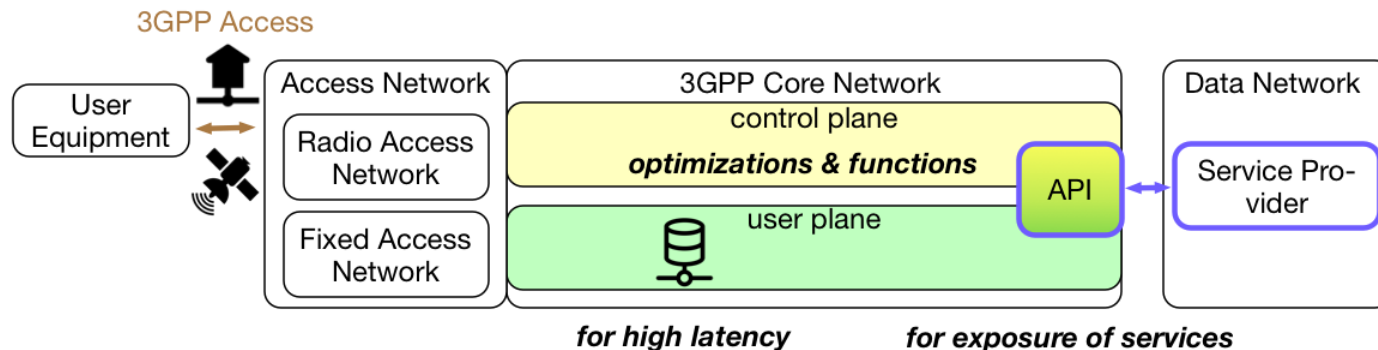 3GPP Access
User
Equipment
Access Network
Radio Access
Network
Fixed Access
Network
3GPP Core Network
control plane
optimizations & functions
user plane
API
Data Network
Service Pro-
vider
for high latency
for exposure of services